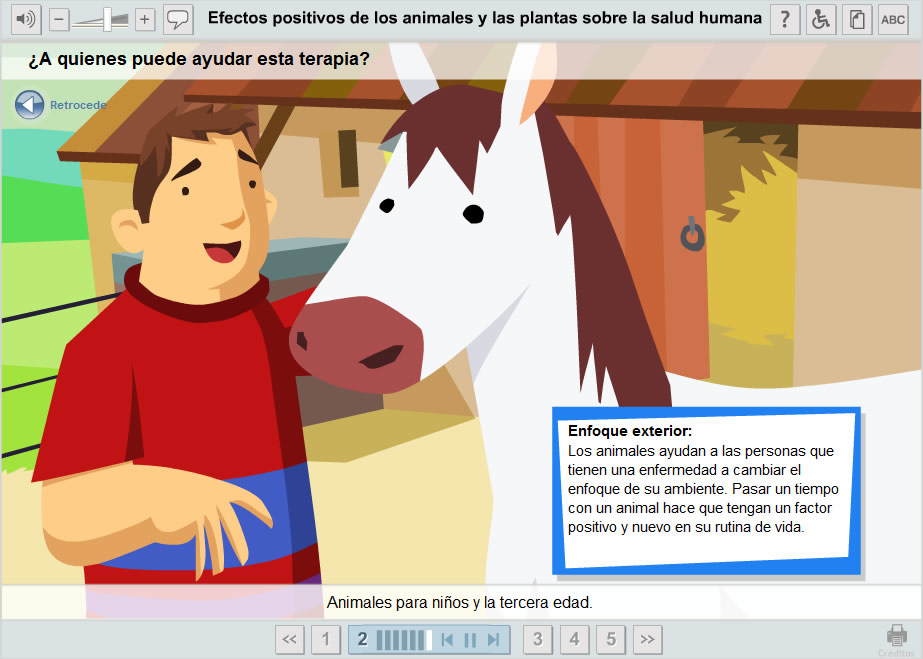 Efectos positivos de los animales y las plantas sobre la salud humana
? ABC
¿A quienes puede ayudar esta terapia?
Retrocede
Enfoque exterior:
Los animales ayudan a las personas que
tienen una enfermedad a cambiar el
enfoque de su ambiente. Pasar un tiempo
con un animal hace que tengan un factor
positivo y nuevo en su rutina de vida.
Animales para niños y la tercera edad.
<< 1 2 3 4 5 >>
Créditos